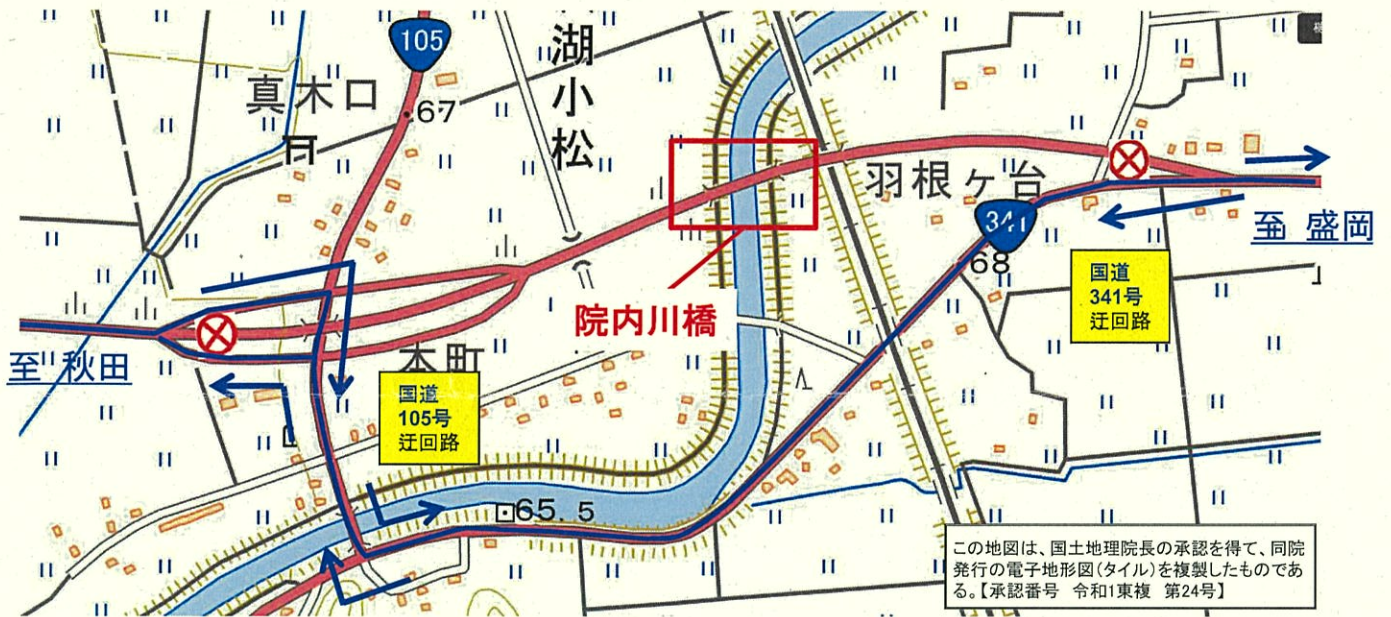 105
湖小松
真木口
67
羽根ヶ台
341
至 盛岡
68
国道
341号
迂回路
院内川橋
至 秋田
本町
国道
105号
迂回路
65.5
この地図は、国土地理院長の承認を得て、同院
発行の電子地形図(タイル)を複製したものであ
る。【承認番号 令和1東複 第24号】